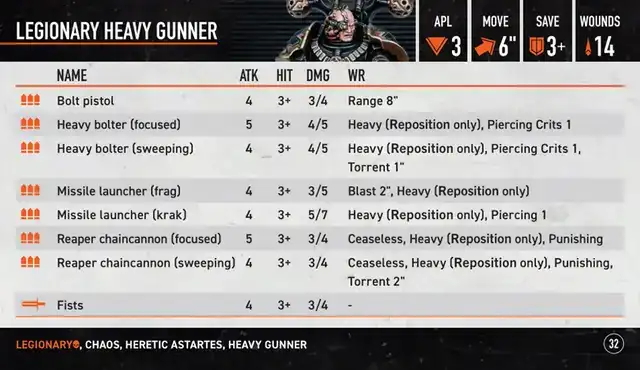 LEGIONARY HEAVY GUNNER
APL 3 MOVE 6" SAVE 3+ WOUNDS 14
NAME ATK HIT DMG WR
Bolt pistol 4 3+ 3/4 Range 8"
Heavy bolter (focused) 5 3+ 4/5 Heavy (Reposition only), Piercing Crits 1
Heavy bolter (sweeping) 4 3+ 4/5 Heavy (Reposition only), Piercing Crits 1,
Torrent 1"
Missile launcher (frag) 4 3+ 3/5 Blast 2", Heavy (Reposition only)
Missile launcher (krak) 4 3+ 5/7 Heavy (Reposition only), Piercing 1
Reaper chaincannon (focused) 5 3+ 3/4 Ceaseless, Heavy (Reposition only), Punishing
Reaper chaincannon (sweeping) 4 3+ 3/4 Ceaseless, Heavy (Reposition only), Punishing,
Torrent 2"
Fists 4 3+ 3/4 -
LEGIONARY, CHAOS, HERETIC ASTARTES, HEAVY GUNNER 32